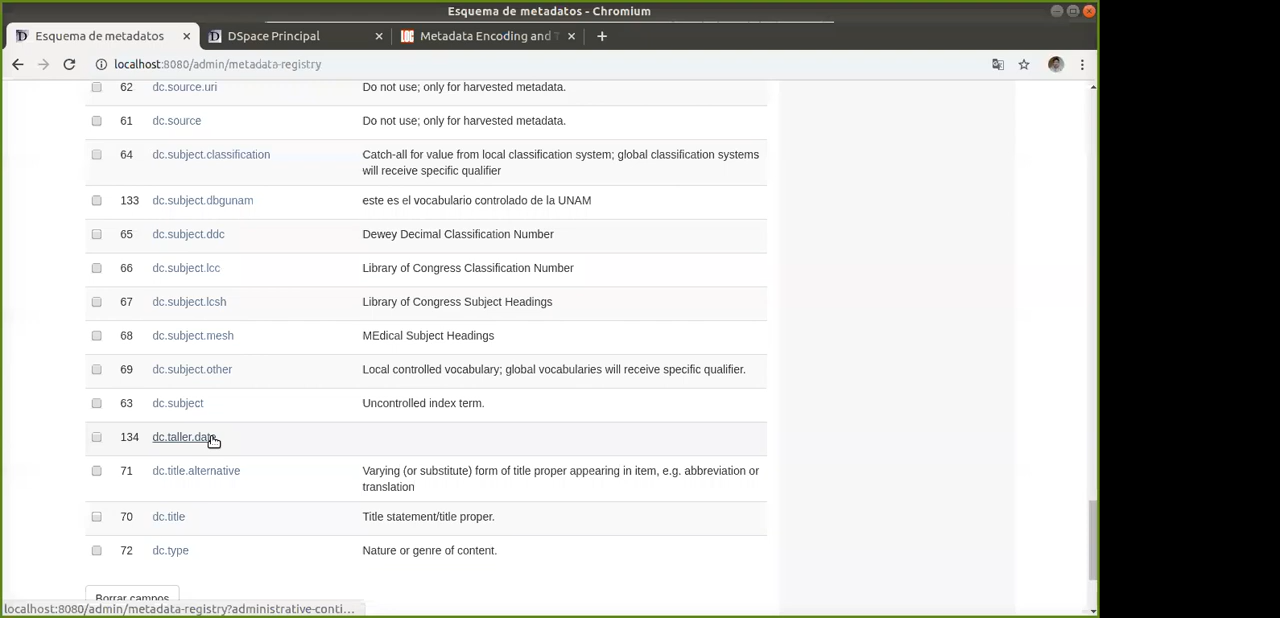 Esquema de metadatos - Chromium
Esquema de metadatos
DSpace Principal
Metadata Encoding and T
localhost:8080/admin/metadata-registry
62 dc.source.uri Do not use; only for harvested metadata.
61 dc.source Do not use; only for harvested metadata.
64 dc.subject.classification Catch-all for value from local classification system; global classification systems
will receive specific qualifier
133 dc.subject.dbgunam este es el vocabulario controlado de la UNAM
65 dc.subject.ddc Dewey Decimal Classification Number
66 dc.subject.lcc Library of Congress Classification Number
67 dc.subject.lcsh Library of Congress Subject Headings
68 dc.subject.mesh MEdical Subject Headings
69 dc.subject.other Local controlled vocabulary; global vocabularies will receive specific qualifier.
63 dc.subject Uncontrolled index term.
134 dc.taller.dato
71 dc.title.alternative Varying (or substitute) form of title proper appearing in item, e.g. abbreviation or
translation
70 dc.title Title statement/title proper.
72 dc.type Nature or genre of content.
Borrar campos
localhost:8080/admin/metadata-registry?administrative-conti...